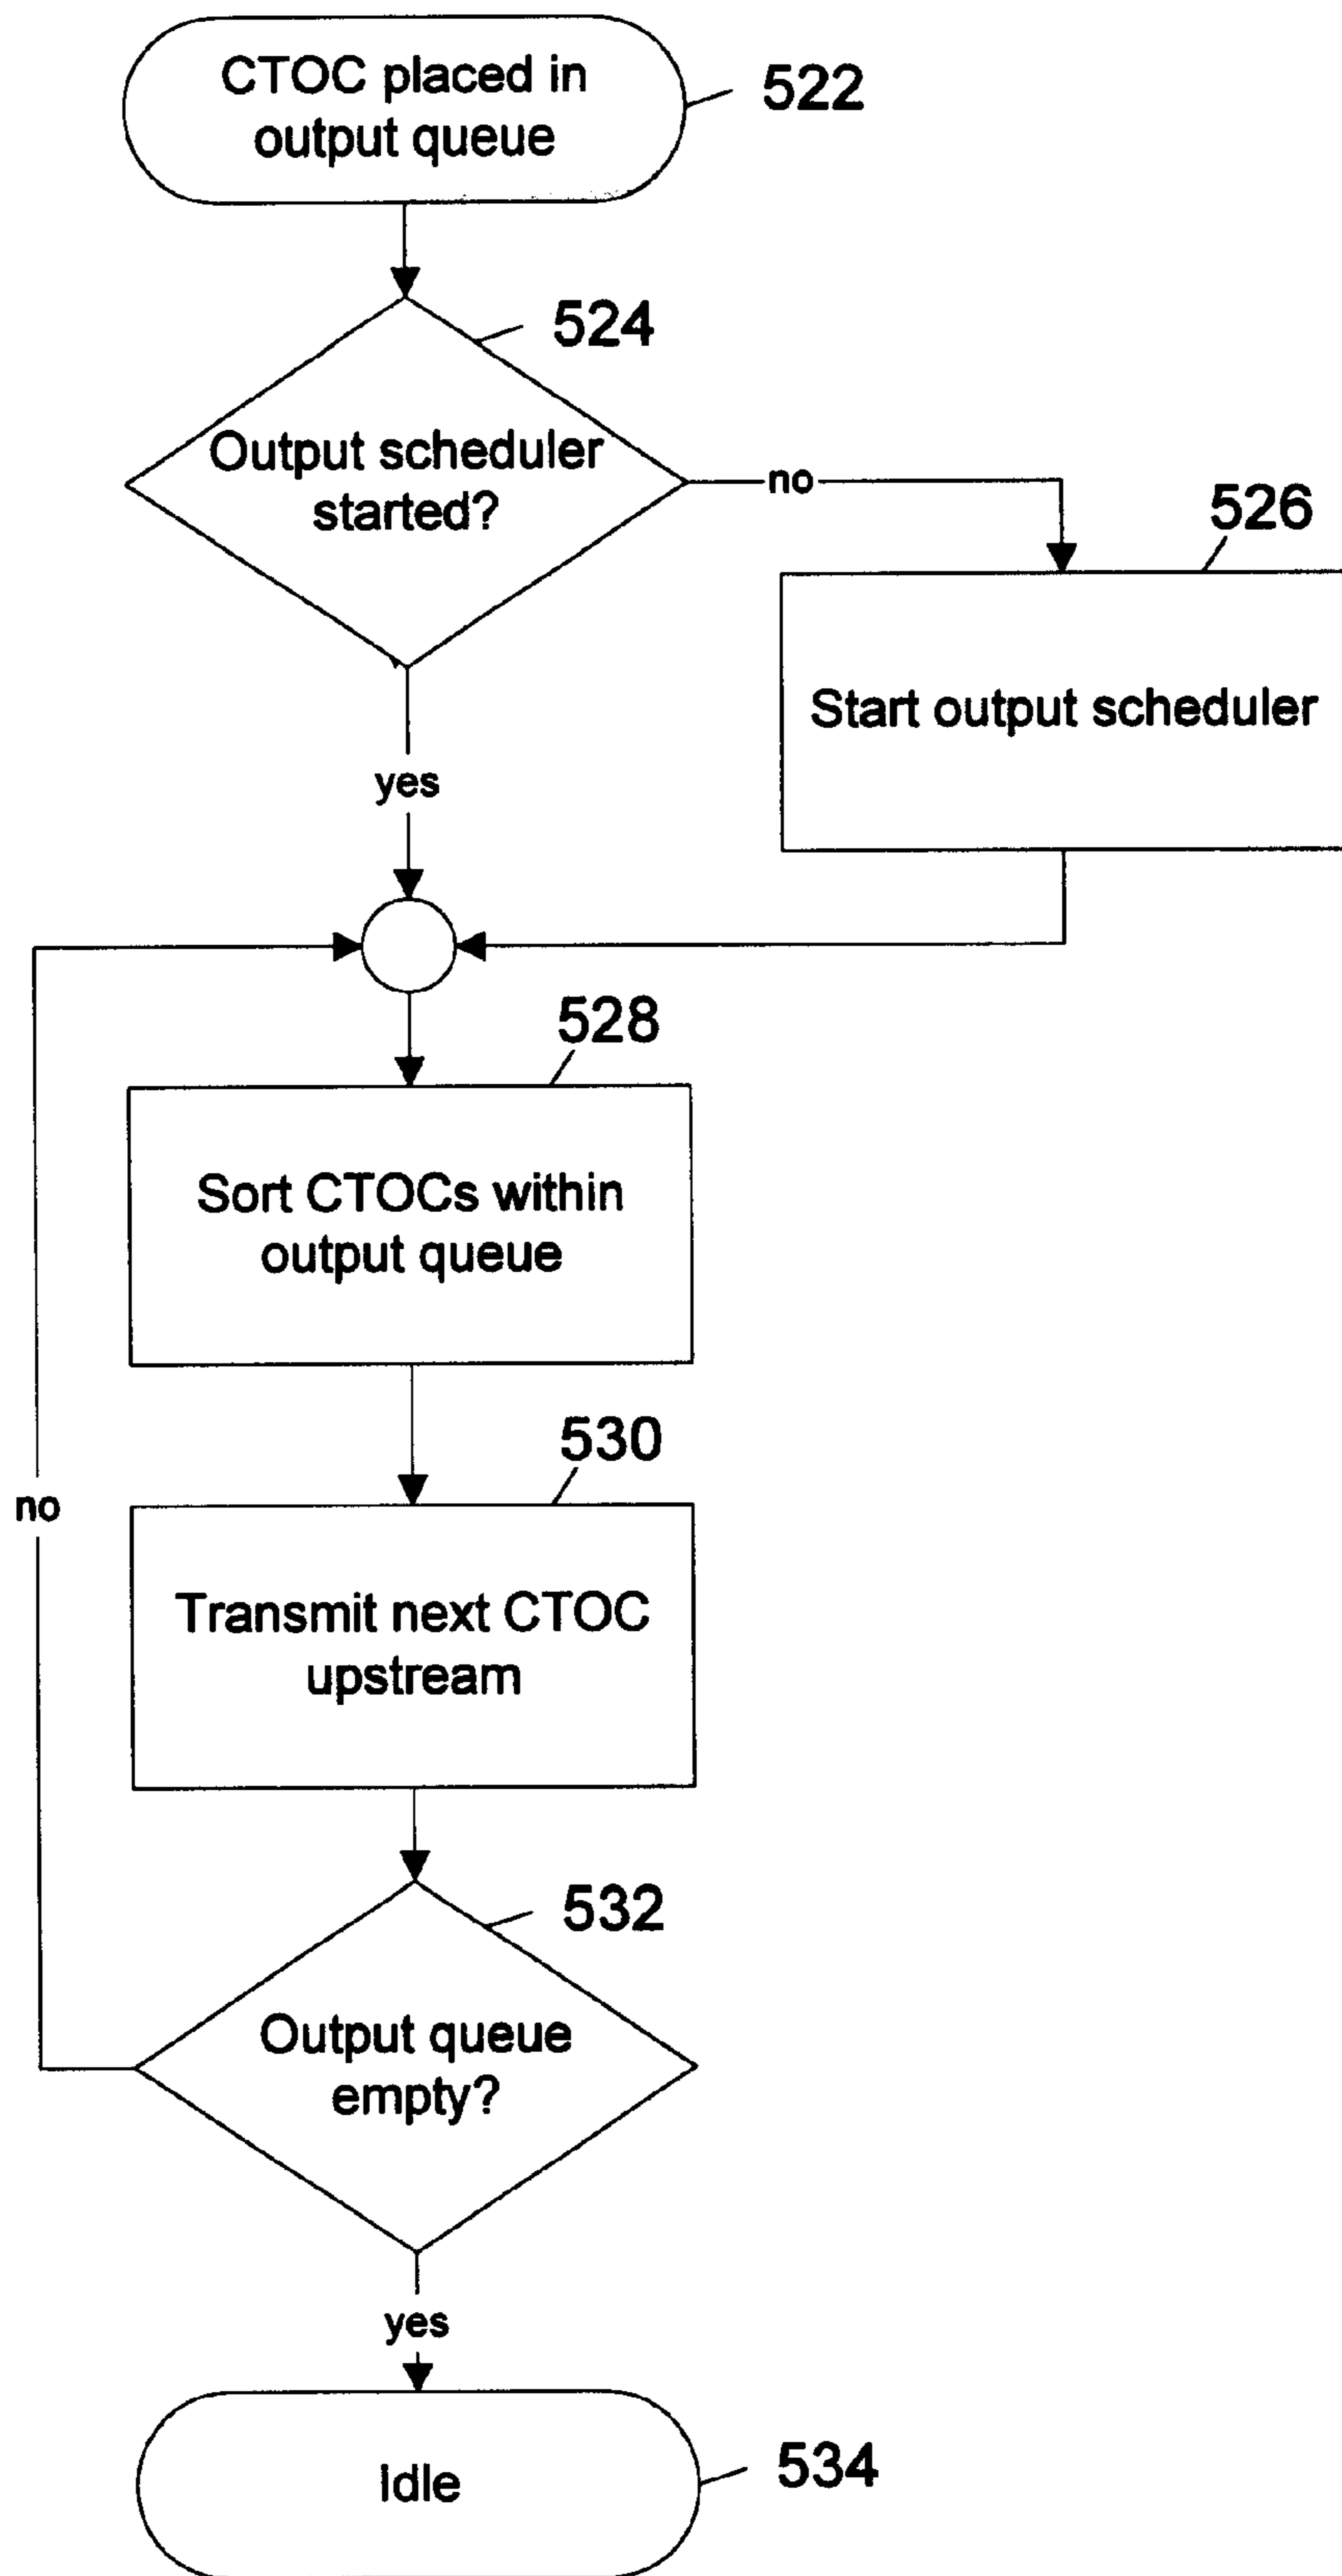 CTOC placed in
output queue
522
524
Output scheduler
started?
no
526
Start output scheduler
yes
528
Sort CTOCs within
output queue
530
Transmit next CTOC
upstream
no
532
Output queue
empty?
yes
Idle
534